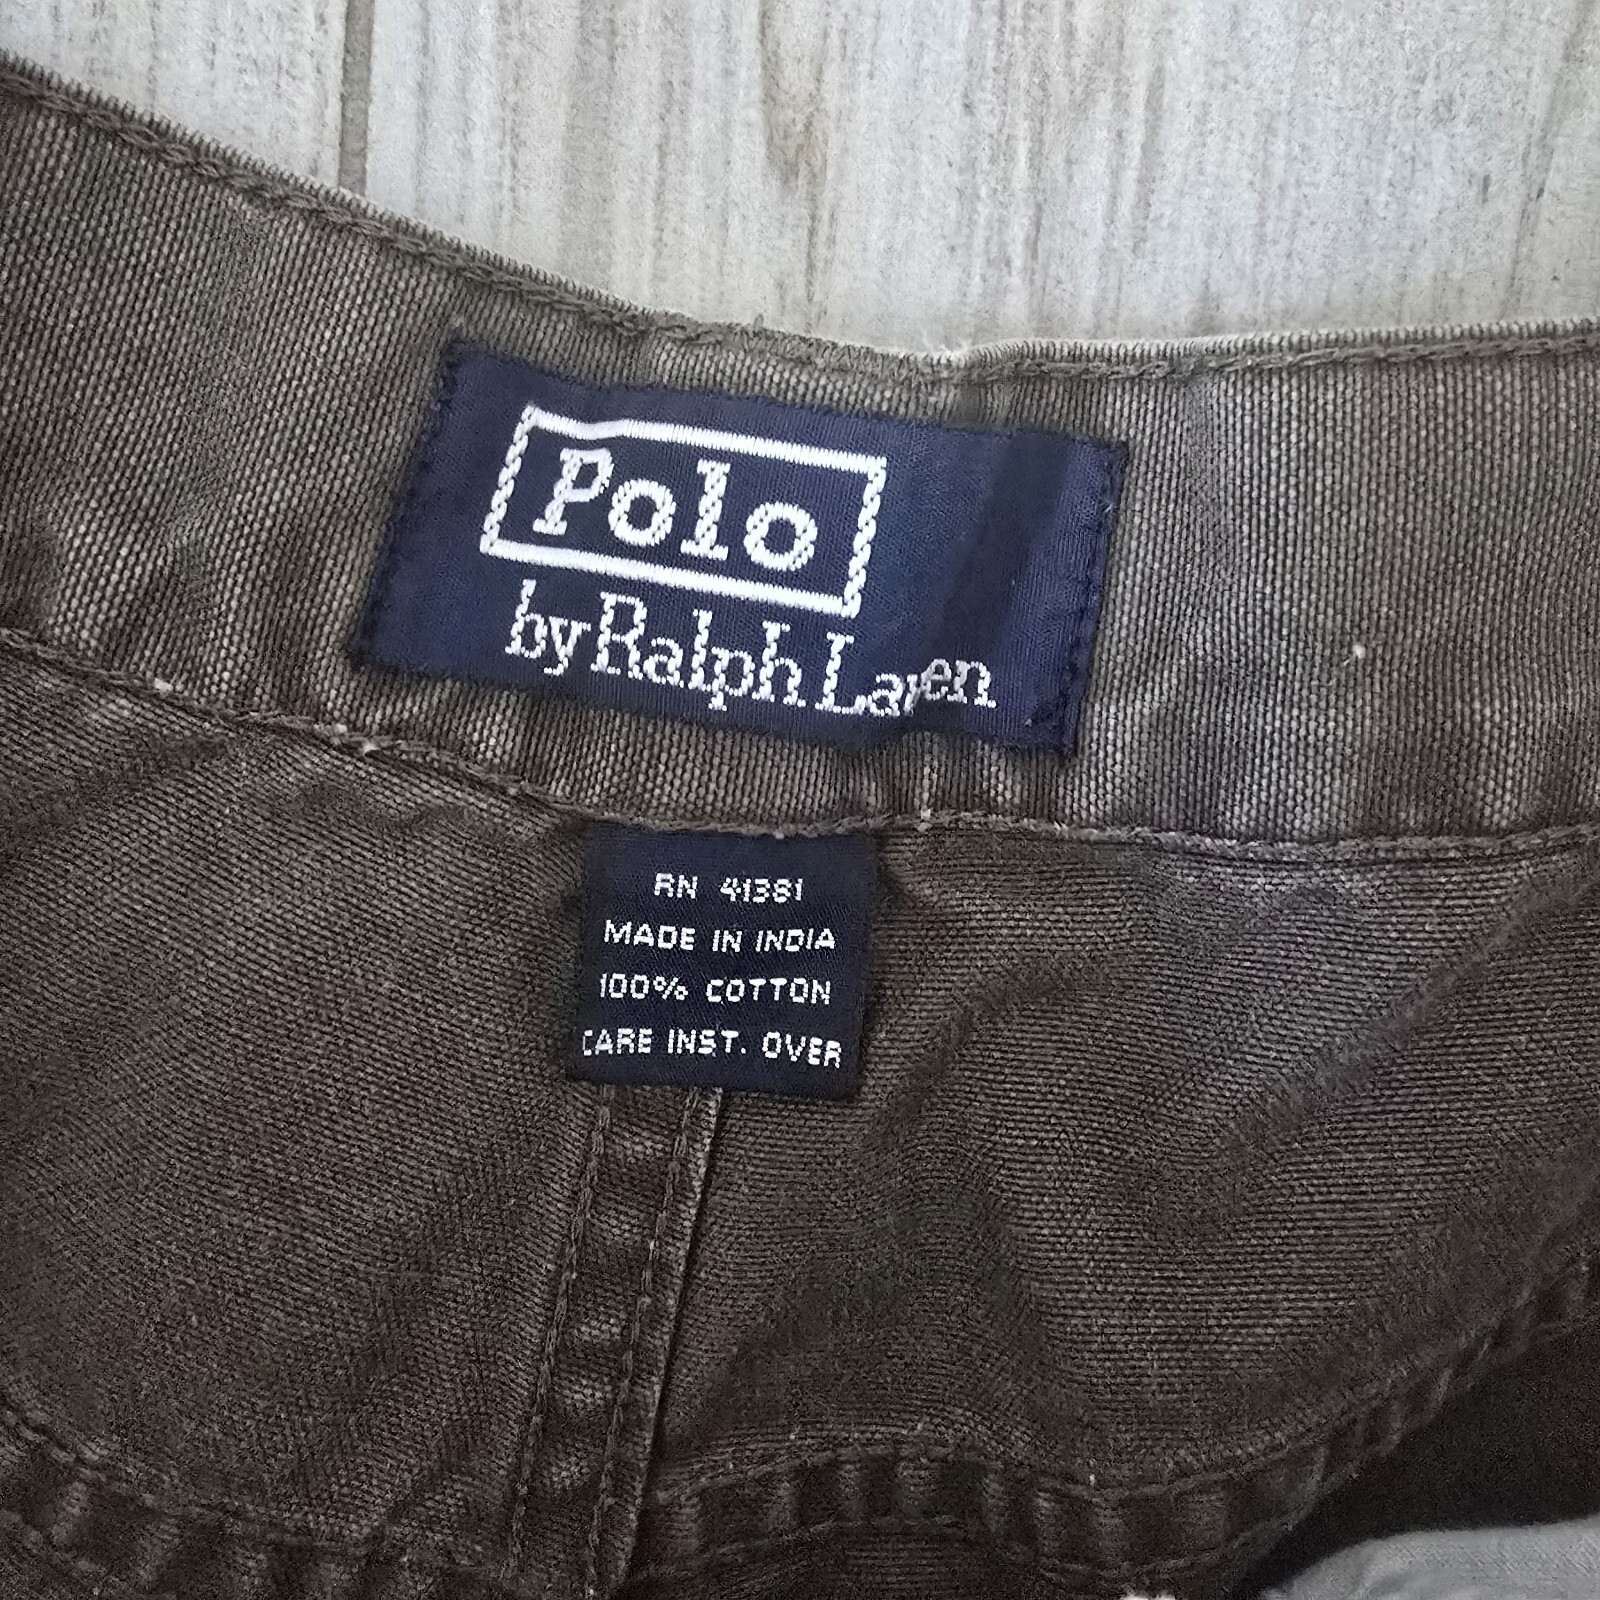 Polo
by Ralph Lauren
RN 41381
MADE IN INDIA
100% COTTON
CARE INST. OVER